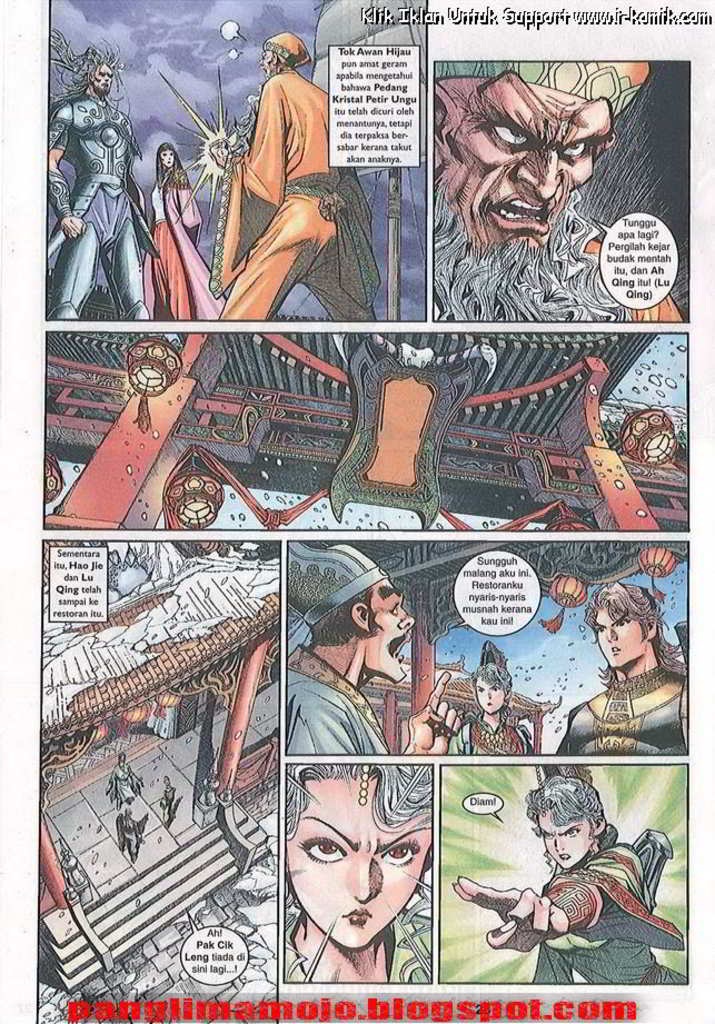 Klik Iklan Untuk Support www.i-komik.com
Tok Awan Hijau
pun amat geram
apabila mengetahui
bahawa Pedang
Kristal Petir Ungu
itu telah dicuri oleh
menantunya, tetapi
dia terpaksa ber-
sabar kerana takut
akan anaknya.
Tunggu
apa lagi?
Pergilah kejar
budak mentah
itu, dan Ah
Qing itu! (Lu
Qing)
Sementara
itu, Hao Jie
dan Lu
Qing telah
sampai ke
restoran itu.
Ah!
Pak Cik
Leng tiada di
sini lagi...!
Sungguh
malang aku ini.
Restoranku
nyaris-nyaris
musnah kerana
kau ini!
Diam!
panglimamojo.blogspot.com